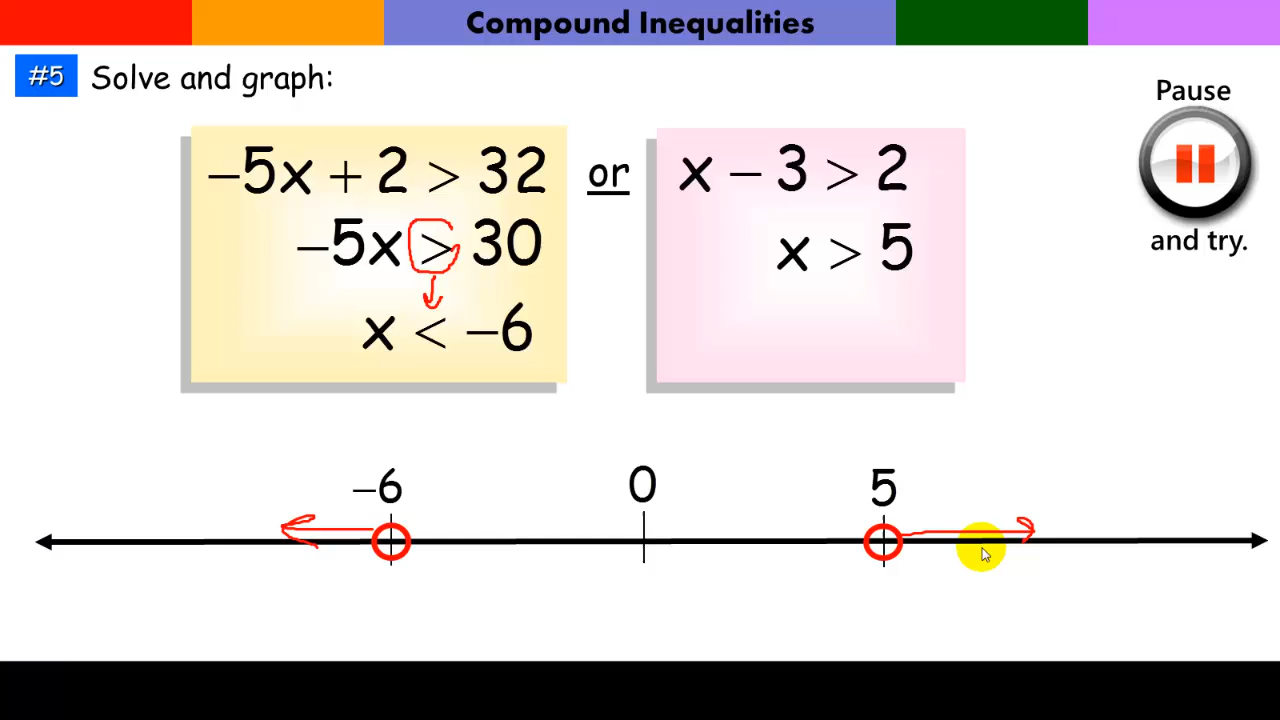 Compound Inequalities
#5 Solve and graph:
Pause
and try.
−5x + 2 > 32 or x − 3 > 2
−5x > 30
x > 5
x < −6
−6 0 5